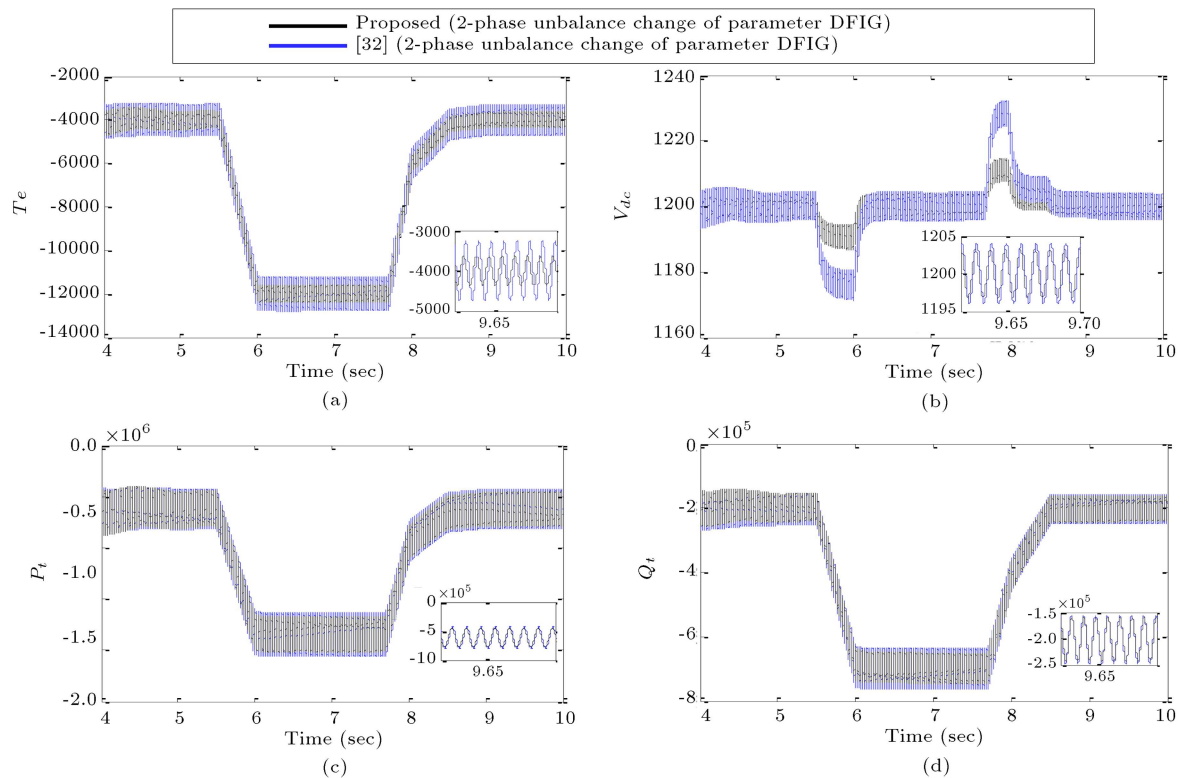 Proposed (2-phase unbalance change of parameter DFIG)
[32] (2-phase unbalance change of parameter DFIG)
-2000
-4000
-6000
-8000
-10000
-12000
-14000
Te
4 5 6 7 8 9 10
Time (sec)
(a)
-3000
-4000
-5000
9.65
1240
1220
1200
1180
1160
Vdc
4 5 6 7 8 9 10
Time (sec)
(b)
1205
1200
1195
9.65 9.70
×10^6
0.0
-0.5
-1.0
-1.5
-2.0
Pt
4 5 6 7 8 9 10
Time (sec)
(c)
×10^5
0
-5
-10
9.65
×10^5
0
-2
-4
-6
-8
Qt
4 5 6 7 8 9 10
Time (sec)
(d)
×10^5
-1.5
-2.0
-2.5
9.65